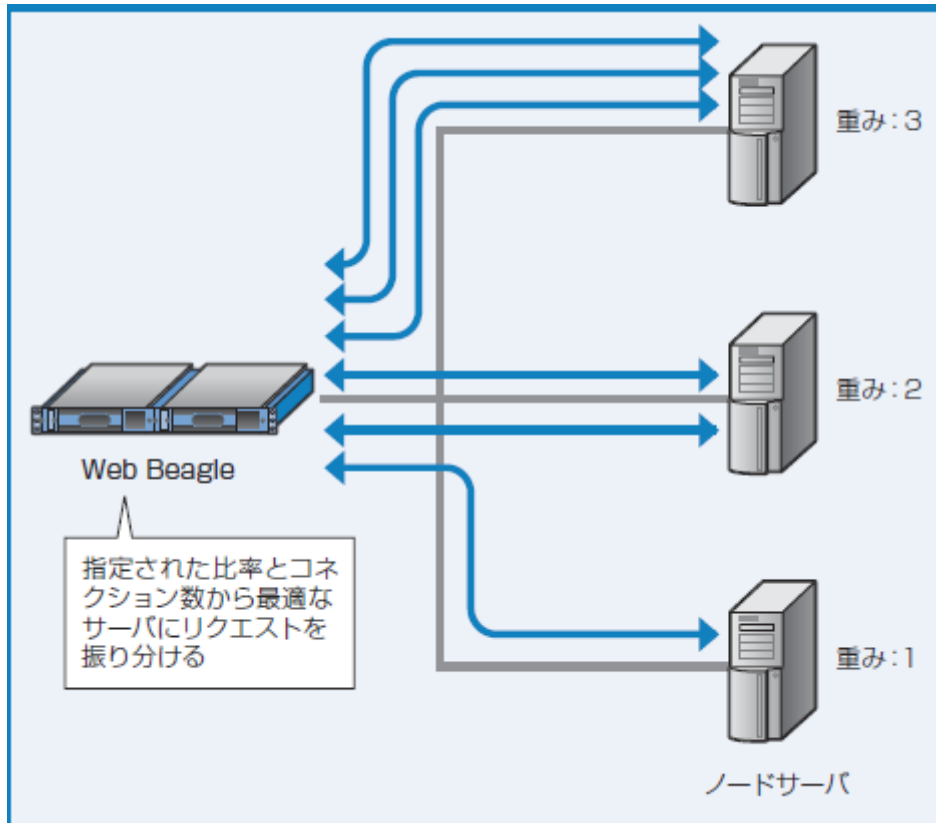 重み:3
重み:2
Web Beagle
指定された比率とコネ
クション数から最適な
サーバにリクエストを
振り分ける
重み:1
ノードサーバ